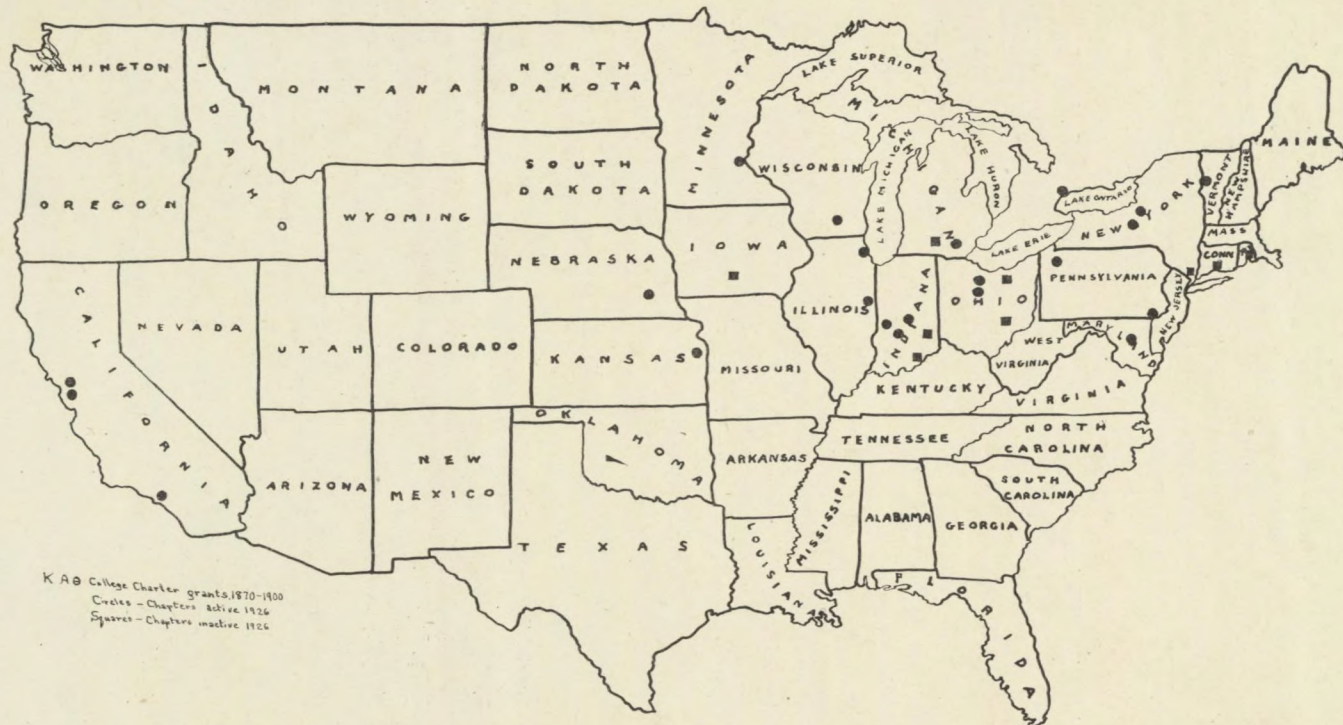 WASHINGTON
IDAHO
MONTANA
NORTH
DAKOTA
MINNESOTA
LAKE SUPERIOR
MICHIGAN
WISCONSIN
LAKE MICHIGAN
LAKE HURON
MAINE
OREGON
WYOMING
SOUTH
DAKOTA
LAKE ONTARIO
NEW YORK
VERMONT
NEW
HAMPSHIRE
MASS
CONN
IOWA
LAKE ERIE
NEBRASKA
PENNSYLVANIA
NEW JERSEY
CALIFORNIA
NEVADA
UTAH
COLORADO
KANSAS
MISSOURI
ILLINOIS
INDIANA
OHIO
WEST
VIRGINIA
MARYLAND
KENTUCKY
VIRGINIA
OKLAHOMA
TENNESSEE
NORTH
CAROLINA
ARIZONA
NEW
MEXICO
ARKANSAS
SOUTH
CAROLINA
MISSISSIPPI
ALABAMA
GEORGIA
TEXAS
LOUISIANA
FLORIDA
K A Θ College Charter grants, 1870-1900
Circles - Chapters active 1926
Squares - Chapters inactive 1926